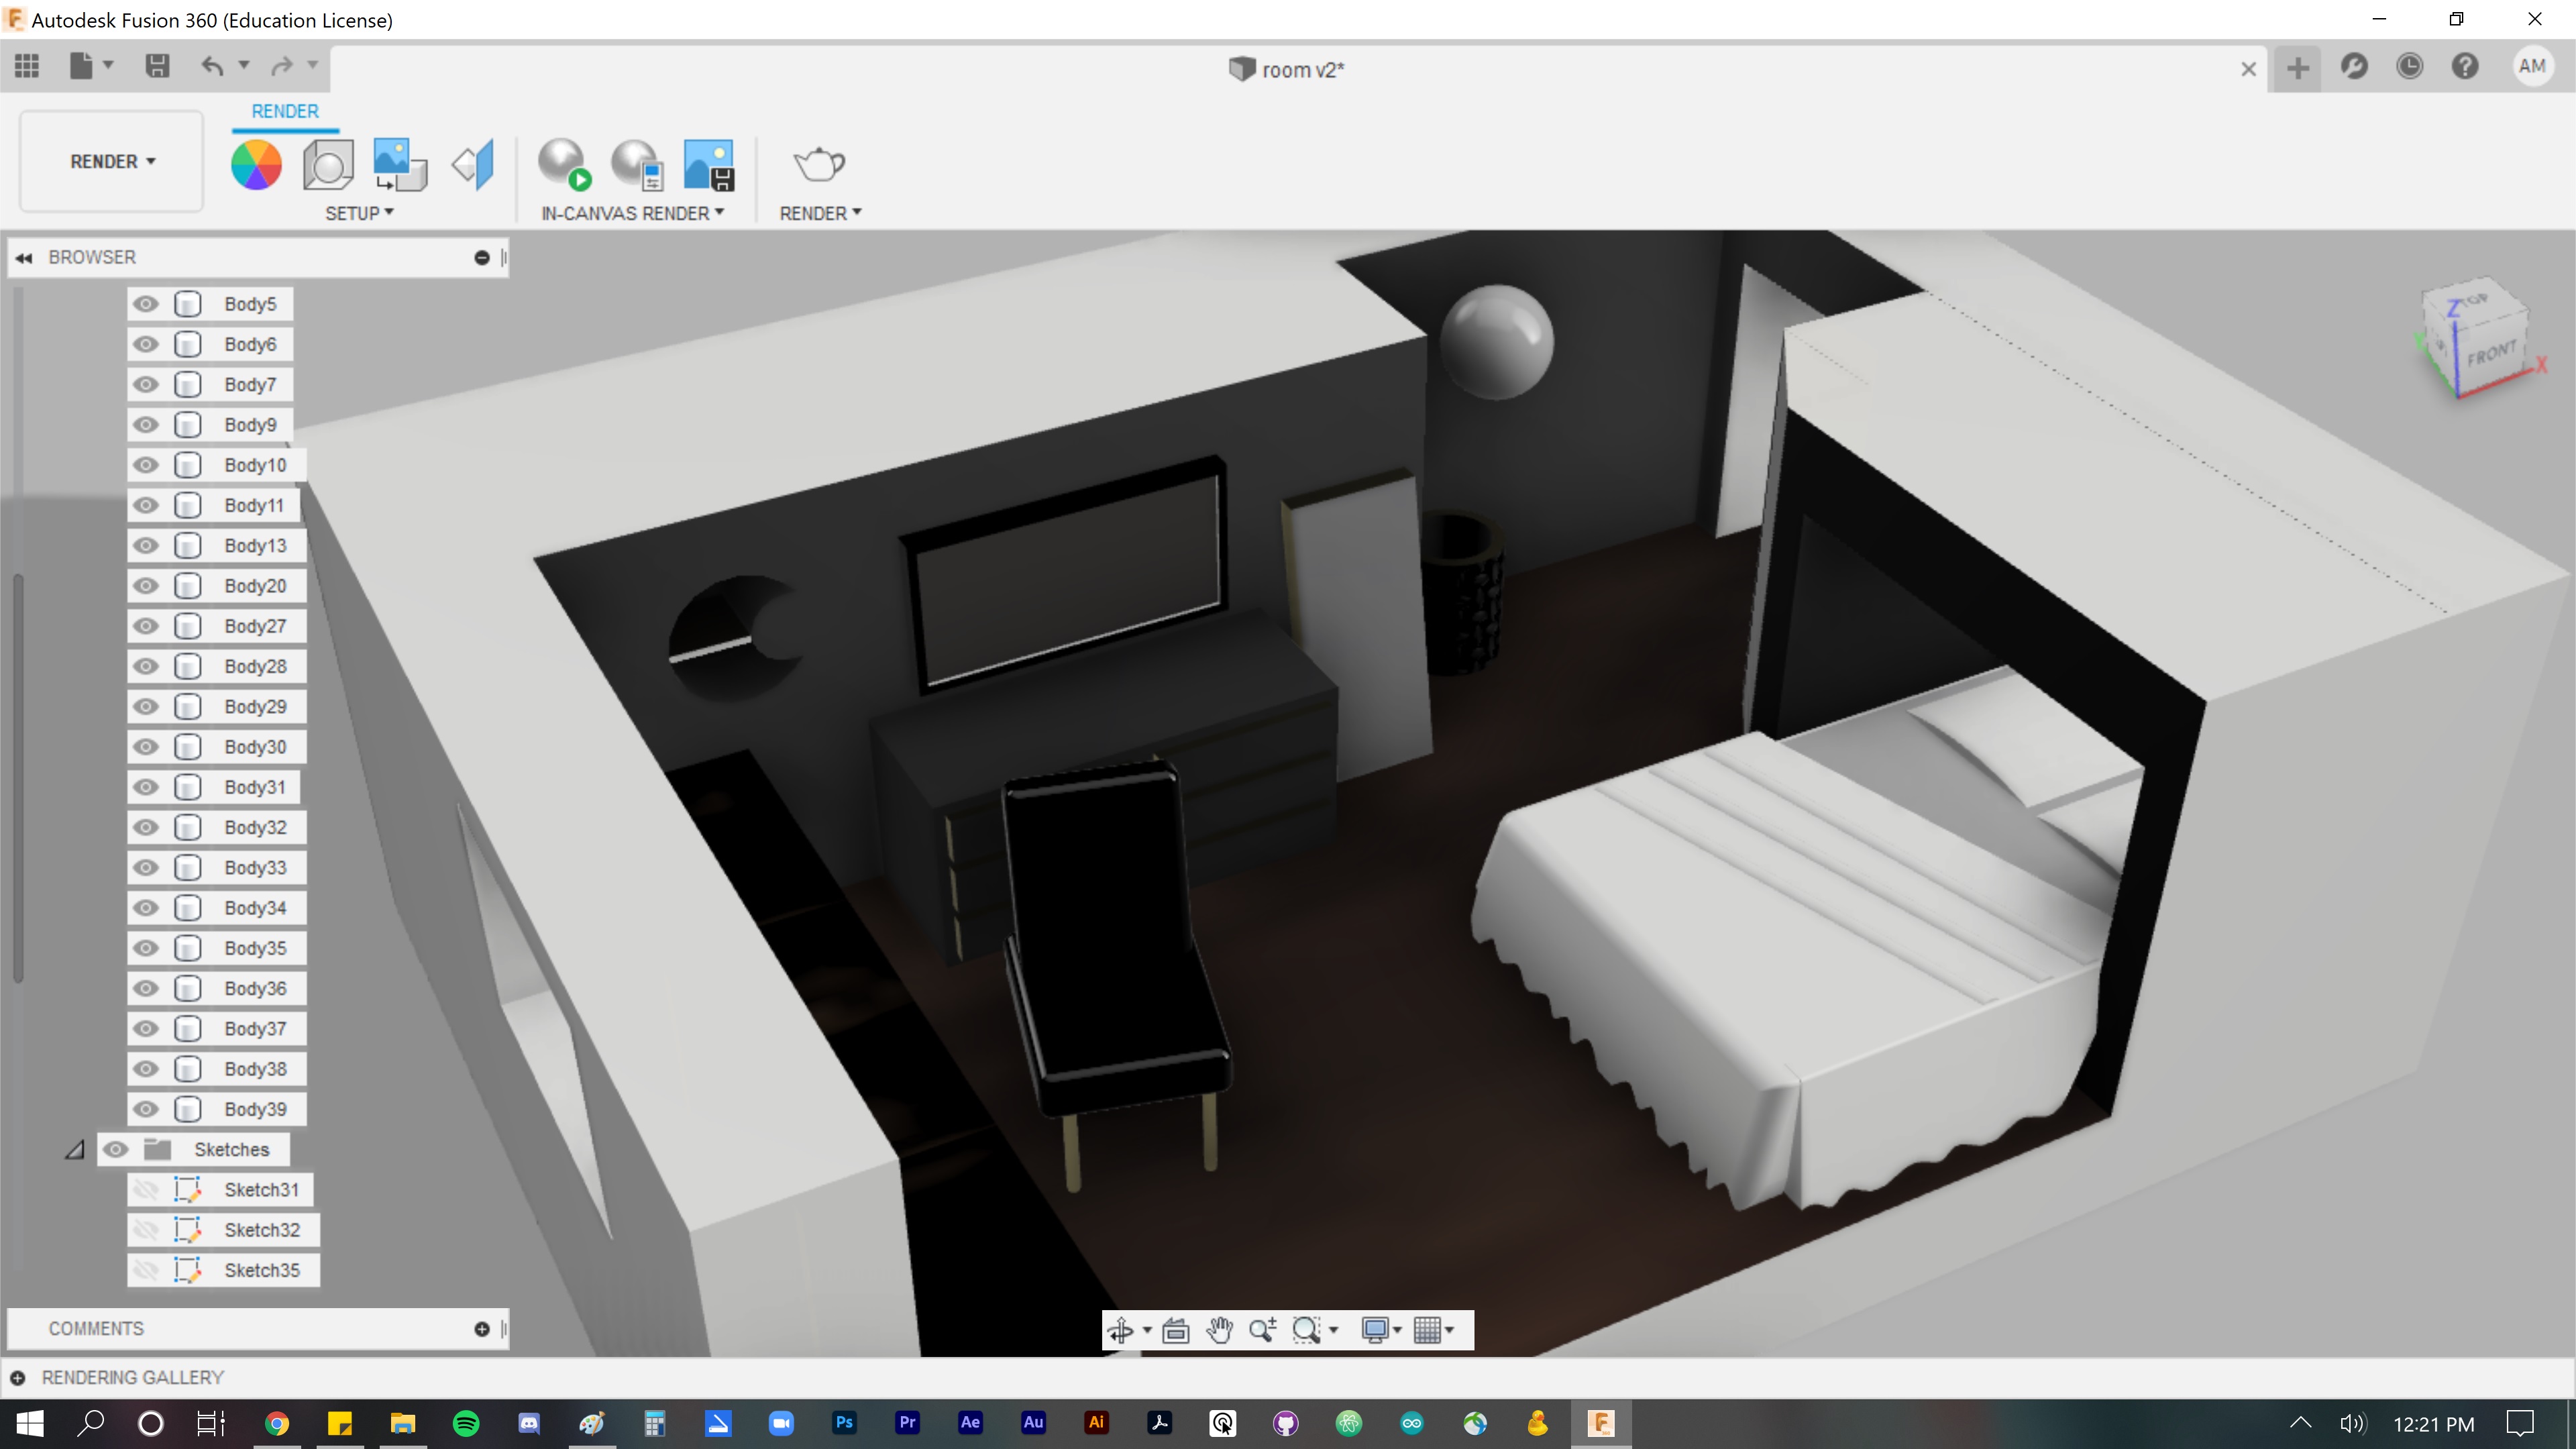 Autodesk Fusion 360 (Education License)
room v2*
AM
RENDER
RENDER
SETUP
IN-CANVAS RENDER
RENDER
BROWSER
Body5
Body6
Body7
Body9
Body10
Body11
Body13
Body20
Body27
Body28
Body29
Body30
Body31
Body32
Body33
Body34
Body35
Body36
Body37
Body38
Body39
Sketches
Sketch31
Sketch32
Sketch35
TOP
Z
FRONT
X
COMMENTS
RENDERING GALLERY
Ps
Pr
Ae
Au
Ai
12:21 PM